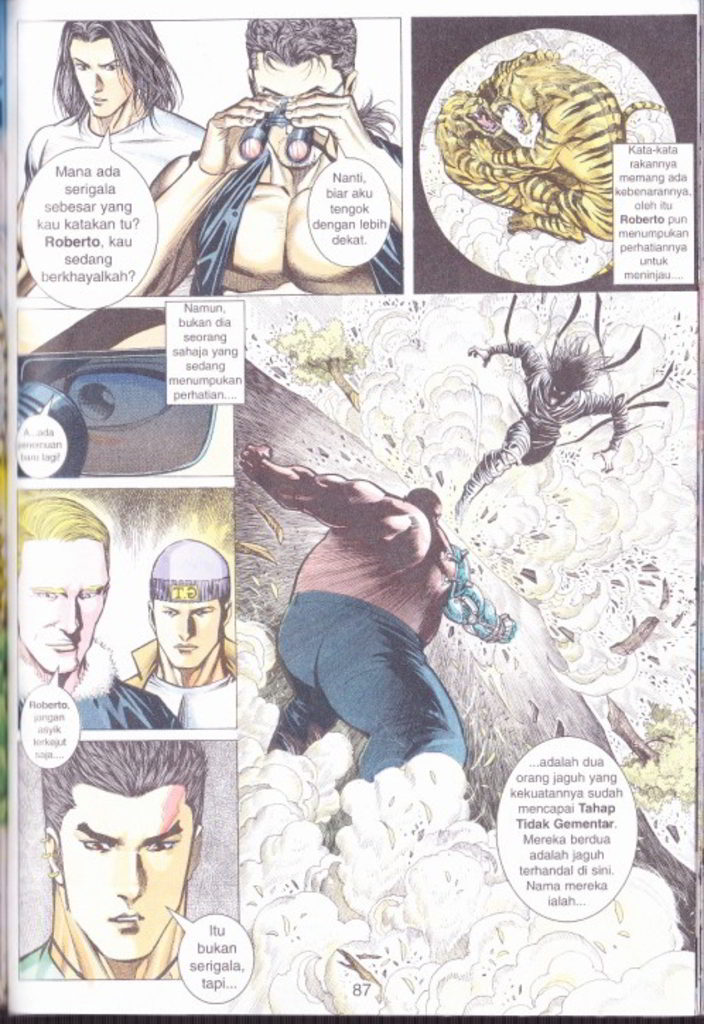 Mana ada
serigala
sebesar yang
kau katakan tu?
Roberto, kau
sedang
berkhayalkah?
Nanti,
biar aku
tengok
dengan lebih
dekat.
Kata-kata
rakannya
memang ada
kebenarannya,
oleh itu
Roberto pun
menumpukan
perhatiannya
untuk
meninjau....
Namun,
bukan dia
seorang
sahaja yang
sedang
menumpukan
perhatian....
A...ada
penemuan
baru lagi!
G.T
Roberto,
jangan
asyik
terkejut
saja....
Itu
bukan
serigala,
tapi...
...adalah dua
orang jaguh yang
kekuatannya sudah
mencapai Tahap
Tidak Gementar.
Mereka berdua
adalah jaguh
terhandal di sini.
Nama mereka
ialah...
87